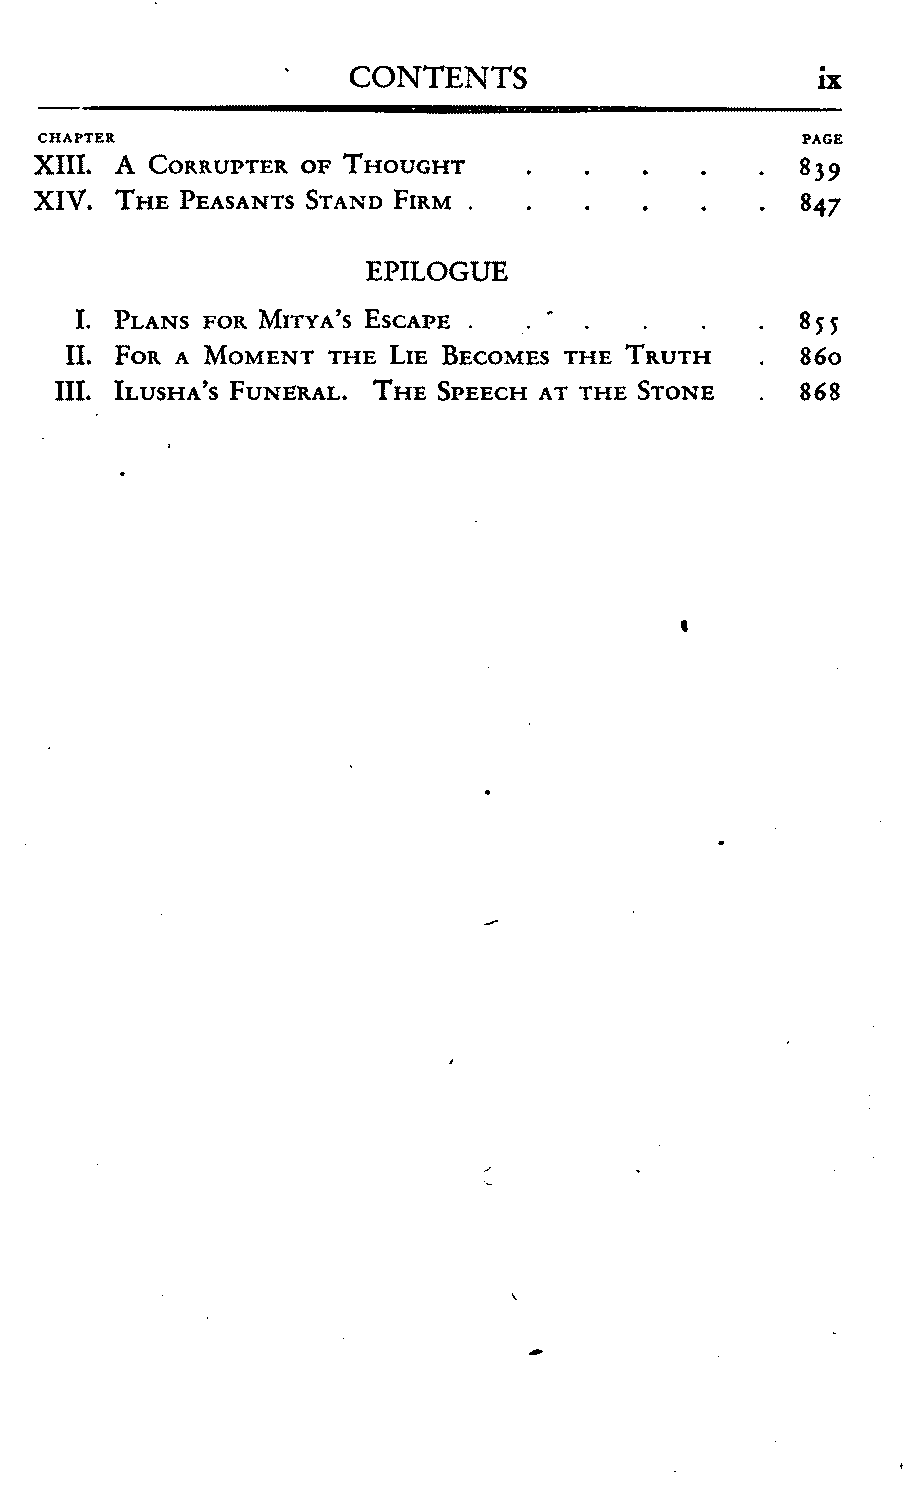 CONTENTS ix
CHAPTER PAGE
XIII. A CORRUPTER OF THOUGHT . . . . . 839
XIV. THE PEASANTS STAND FIRM . . . . . . 847
EPILOGUE
I. PLANS FOR MITYA'S ESCAPE . . . . . . 855
II. FOR A MOMENT THE LIE BECOMES THE TRUTH . 860
III. ILUSHA'S FUNERAL. THE SPEECH AT THE STONE . 868